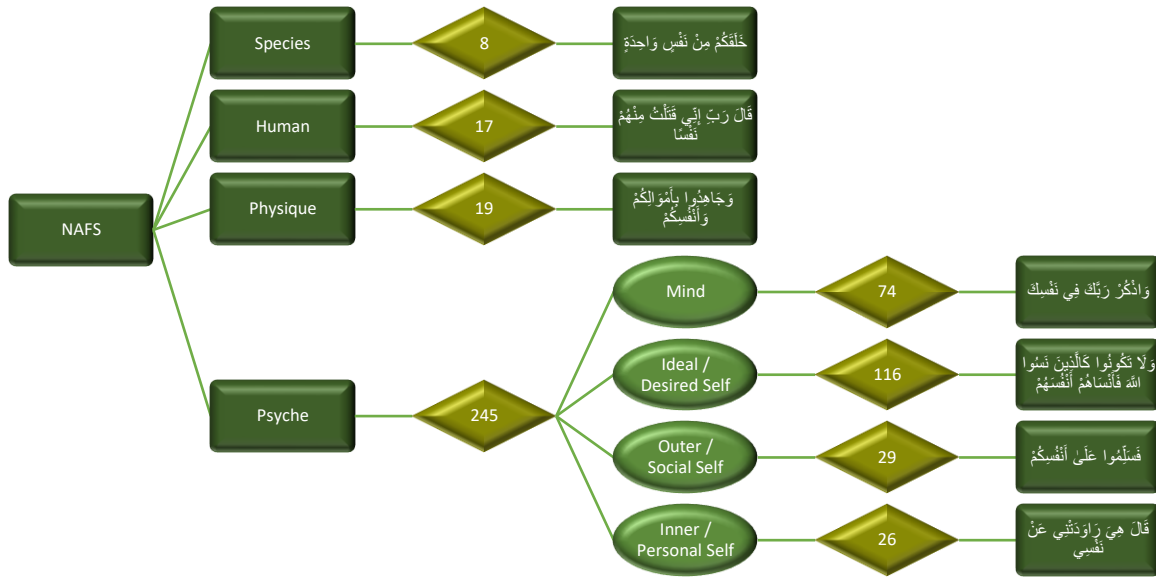 Species
8
خَلَقَكُمْ مِنْ نَفْسٍ وَاحِدَةٍ
Human
17
قَالَ رَبِّ إِنِّي قَتَلْتُ مِنْهُمْ
نَفْسًا
Physique
19
وَجَاهِدُوا بِأَمْوَالِكُمْ
وَأَنْفُسِكُمْ
NAFS
Mind
74
وَاذْكُرْ رَبَّكَ فِي نَفْسِكَ
Ideal /
Desired Self
116
وَلَا تَكُونُوا كَالَّذِينَ نَسُوا
اللَّهَ فَأَنْسَاهُمْ أَنْفُسَهُمْ
Psyche
245
Outer /
Social Self
29
فَسَلِّمُوا عَلَىٰ أَنْفُسِكُمْ
Inner /
Personal Self
26
قَالَ هِيَ رَاوَدَتْنِي عَنْ
نَفْسِي